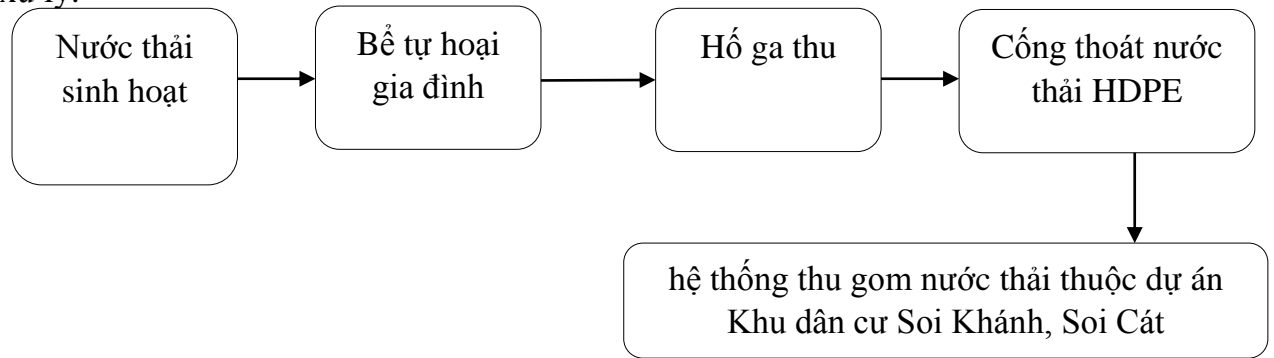 Nước thải
sinh hoạt
Bể tự hoại
gia đình
Hố ga thu
Cống thoát nước
thải HDPE
hệ thống thu gom nước thải thuộc dự án
Khu dân cư Soi Khánh, Soi Cát